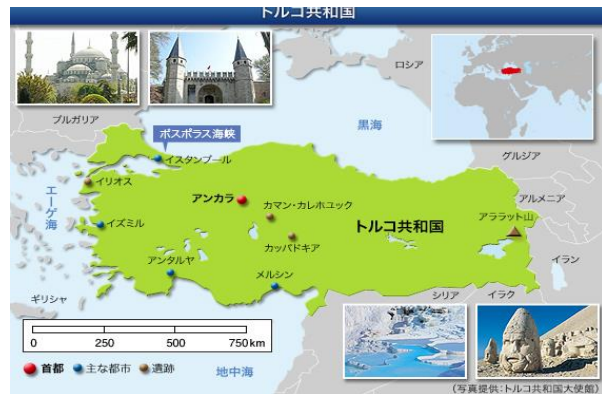 トルコ共和国
ロシア
ブルガリア
黒海
ボスポラス海峡
イスタンブール
グルジア
イリオス
アンカラ
カマン・カレホユック
アルメニア
エーゲ海
イズミル
トルコ共和国
アララット山
カッパドキア
アンタルヤ
メルシン
イラン
ギリシャ
シリア
イラク
0 250 500 750km
首都 主な都市 遺跡
地中海
(写真提供:トルコ共和国大使館)